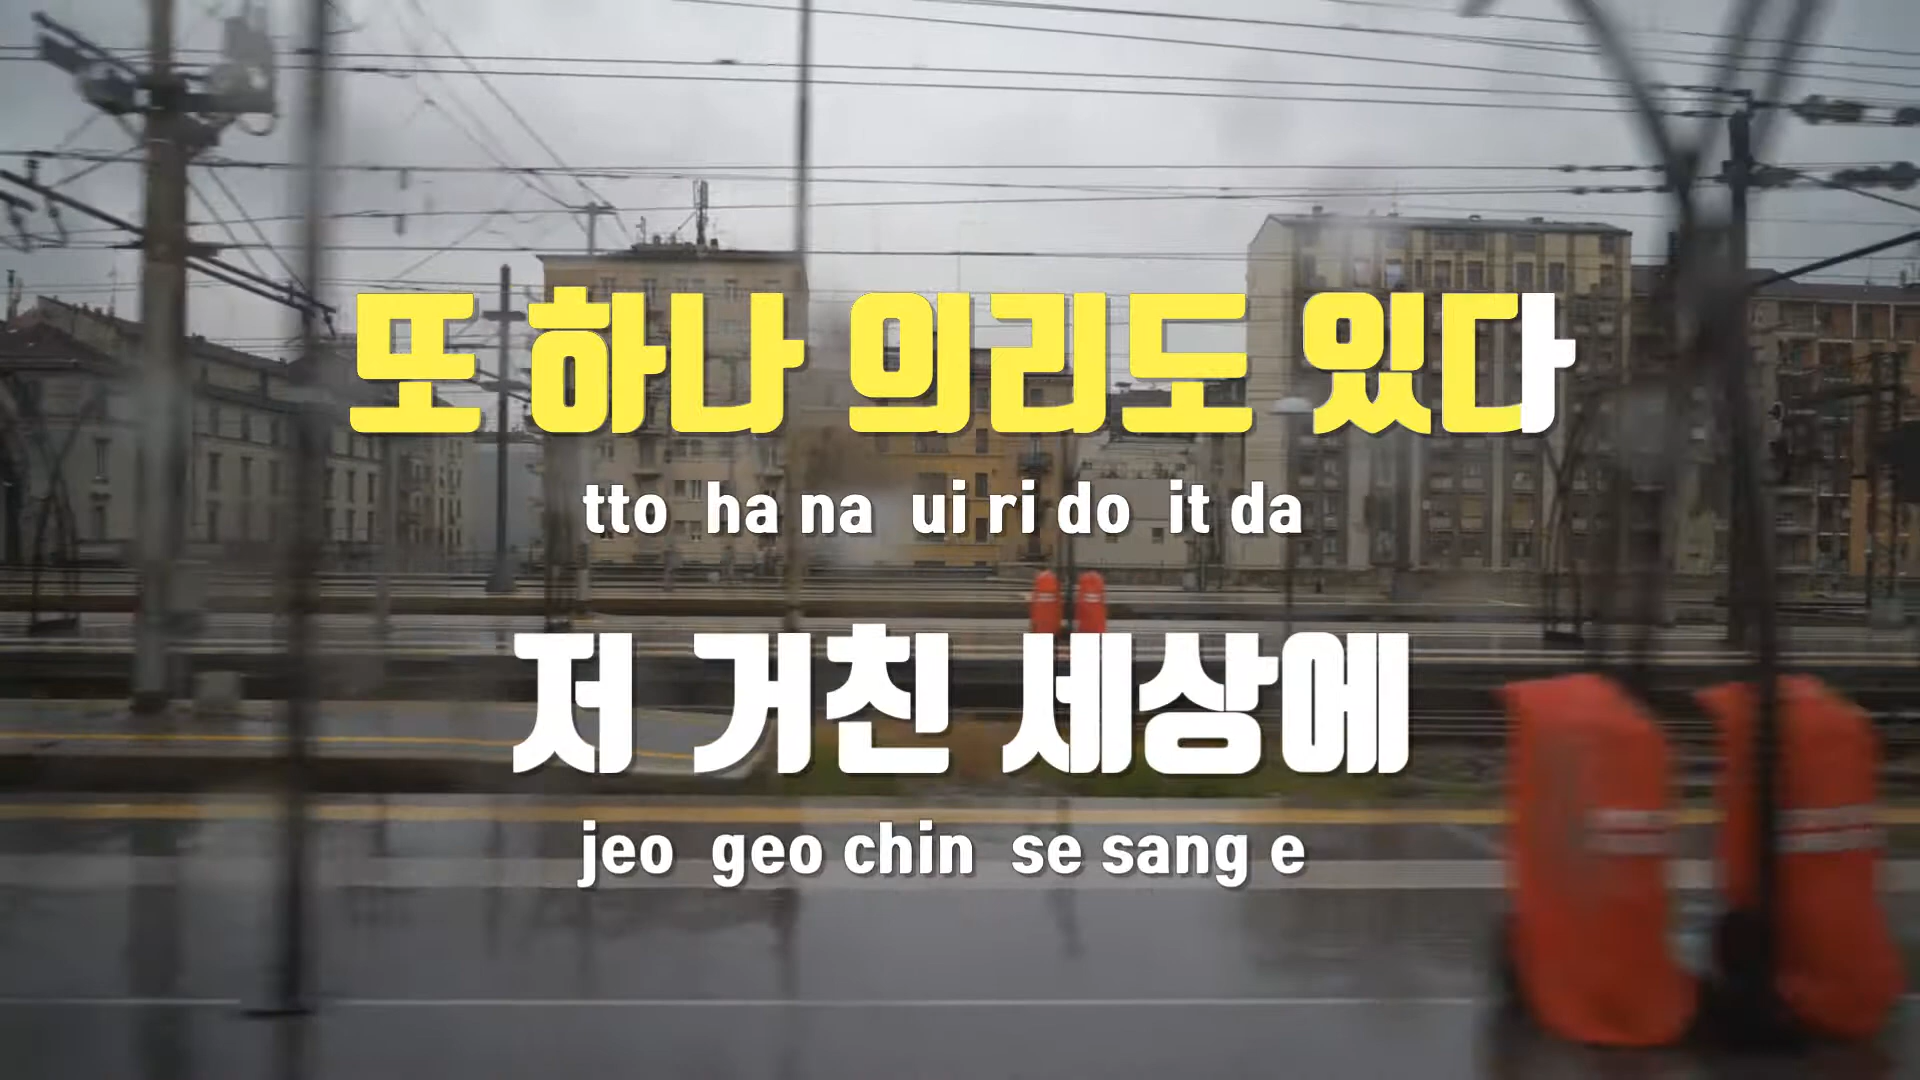 또 하나 의리도 있다
tto ha na ui ri do it da
저 거친 세상에
jeo geo chin se sang e